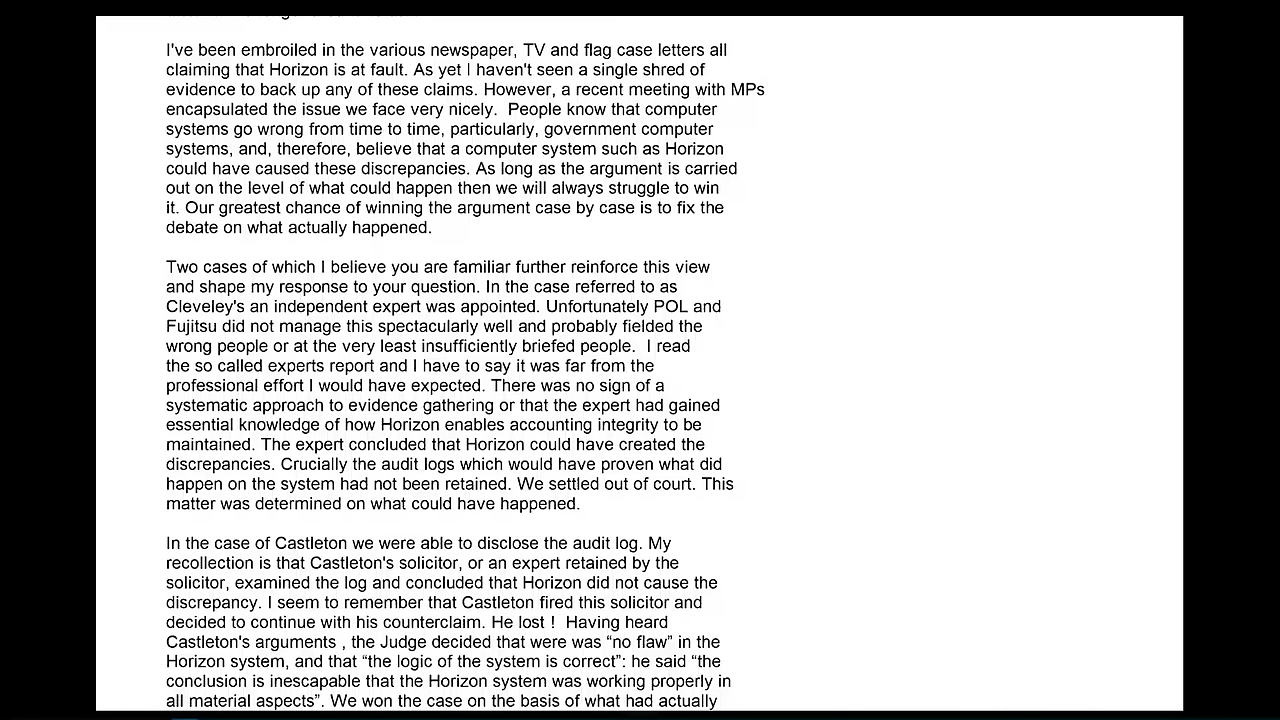 I've been embroiled in the various newspaper, TV and flag case letters all
claiming that Horizon is at fault. As yet I haven't seen a single shred of
evidence to back up any of these claims. However, a recent meeting with MPs
encapsulated the issue we face very nicely.  People know that computer
systems go wrong from time to time, particularly, government computer
systems, and, therefore, believe that a computer system such as Horizon
could have caused these discrepancies. As long as the argument is carried
out on the level of what could happen then we will always struggle to win
it. Our greatest chance of winning the argument case by case is to fix the
debate on what actually happened.
Two cases of which I believe you are familiar further reinforce this view
and shape my response to your question. In the case referred to as
Cleveley's an independent expert was appointed. Unfortunately POL and
Fujitsu did not manage this spectacularly well and probably fielded the
wrong people or at the very least insufficiently briefed people.  I read
the so called experts report and I have to say it was far from the
professional effort I would have expected. There was no sign of a
systematic approach to evidence gathering or that the expert had gained
essential knowledge of how Horizon enables accounting integrity to be
maintained. The expert concluded that Horizon could have created the
discrepancies. Crucially the audit logs which would have proven what did
happen on the system had not been retained. We settled out of court. This
matter was determined on what could have happened.
In the case of Castleton we were able to disclose the audit log. My
recollection is that Castleton's solicitor, or an expert retained by the
solicitor, examined the log and concluded that Horizon did not cause the
discrepancy. I seem to remember that Castleton fired this solicitor and
decided to continue with his counterclaim. He lost !  Having heard
Castleton's arguments , the Judge decided that were was “no flaw” in the
Horizon system, and that “the logic of the system is correct”: he said “the
conclusion is inescapable that the Horizon system was working properly in
all material aspects”. We won the case on the basis of what had actually